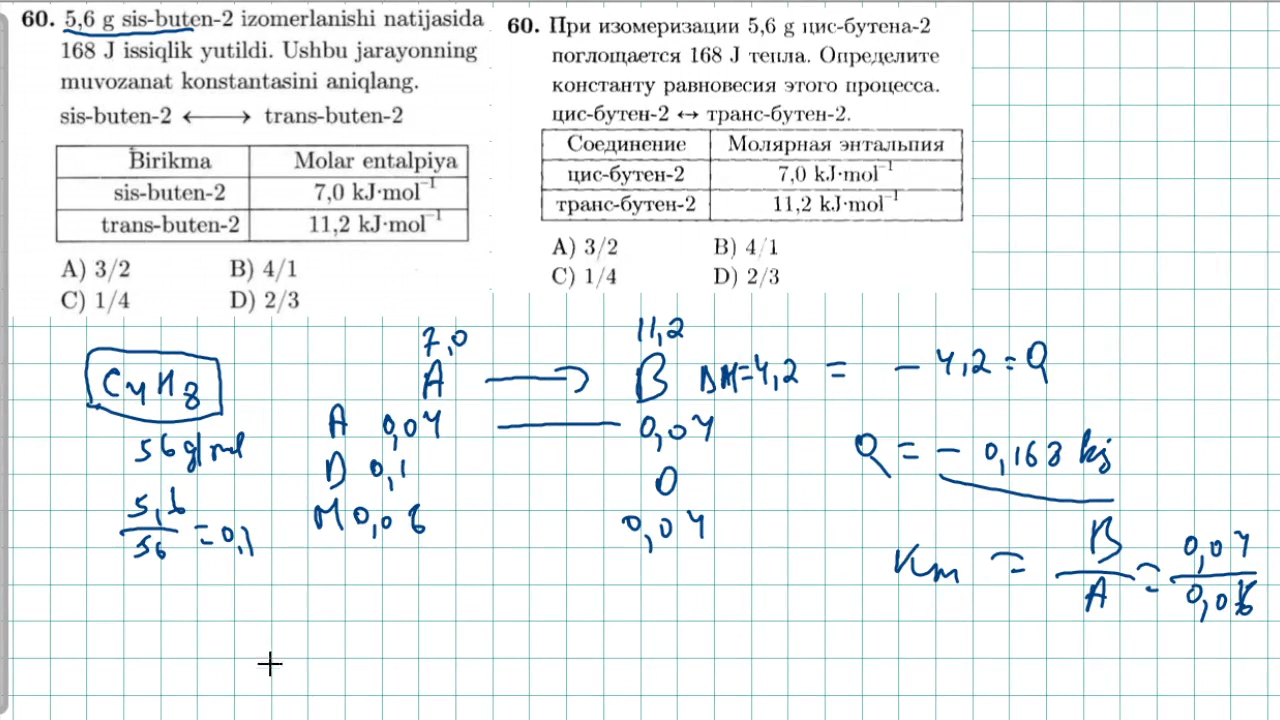 60. 5,6 g sis-buten-2 izomerlanishi natijasida
168 J issiqlik yutildi. Ushbu jarayonning
muvozanat konstantasini aniqlang.
sis-buten-2 ⟷ trans-buten-2
Birikma Molar entalpiya
sis-buten-2 7,0 kJ·mol⁻¹
trans-buten-2 11,2 kJ·mol⁻¹
A) 3/2 B) 4/1
C) 1/4 D) 2/3
60. При изомеризации 5,6 g цис-бутена-2
поглощается 168 J тепла. Определите
константу равновесия этого процесса.
цис-бутен-2 ↔ транс-бутен-2.
Соединение Молярная энтальпия
цис-бутен-2 7,0 kJ·mol⁻¹
транс-бутен-2 11,2 kJ·mol⁻¹
A) 3/2 B) 4/1
C) 1/4 D) 2/3
C4H8
56 g/mol
5,6/56 = 0,1
7,0 11,2
A → B ΔH=4,2 = - 4,2 = Q
A 0,04 — 0,04
D 0,1 0
M 0,06 0,04
Q = - 0,168 kj
Km = B/A = 0,04/0,06